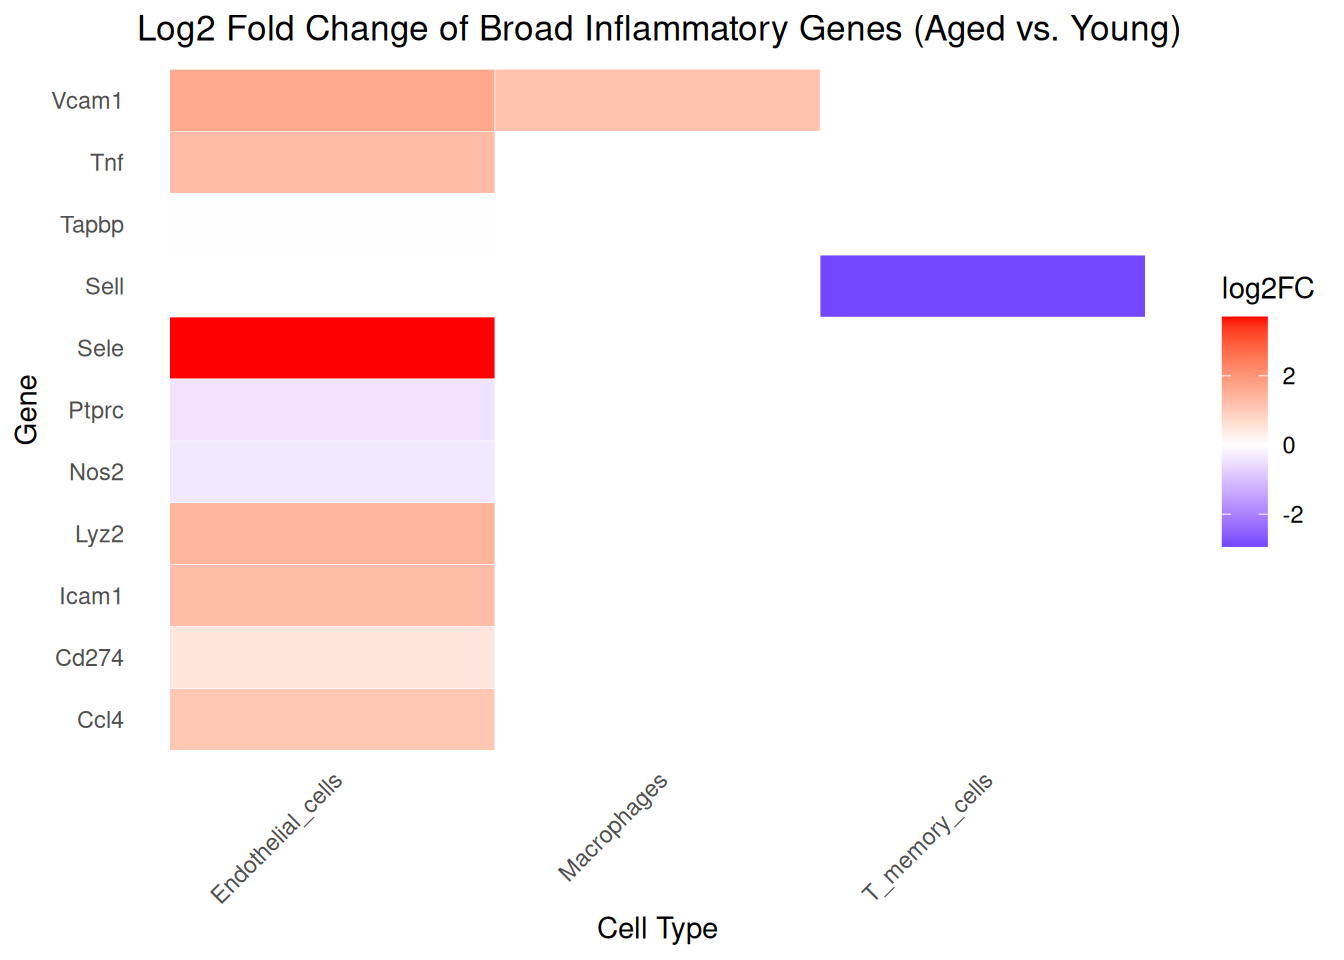 Log2 Fold Change of Broad Inflammatory Genes (Aged vs. Young)
Vcam1
Tnf
Tapbp
Sell
Sele
Ptprc
Nos2
Lyz2
Icam1
Cd274
Ccl4
Gene
Endothelial_cells
Macrophages
T_memory_cells
Cell Type
log2FC
2
0
-2